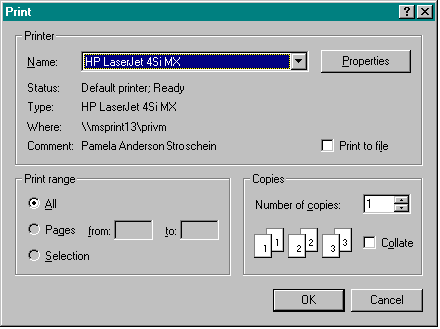 Print
Printer
Name: HP LaserJet 4Si MX Properties
Status: Default printer; Ready
Type: HP LaserJet 4Si MX
Where: \\msprint13\privm
Comment: Pamela Anderson Stroschein Print to file
Print range
All
Pages from: to:
Selection
Copies
Number of copies: 1
1 1 2 2 3 3 Collate
OK Cancel